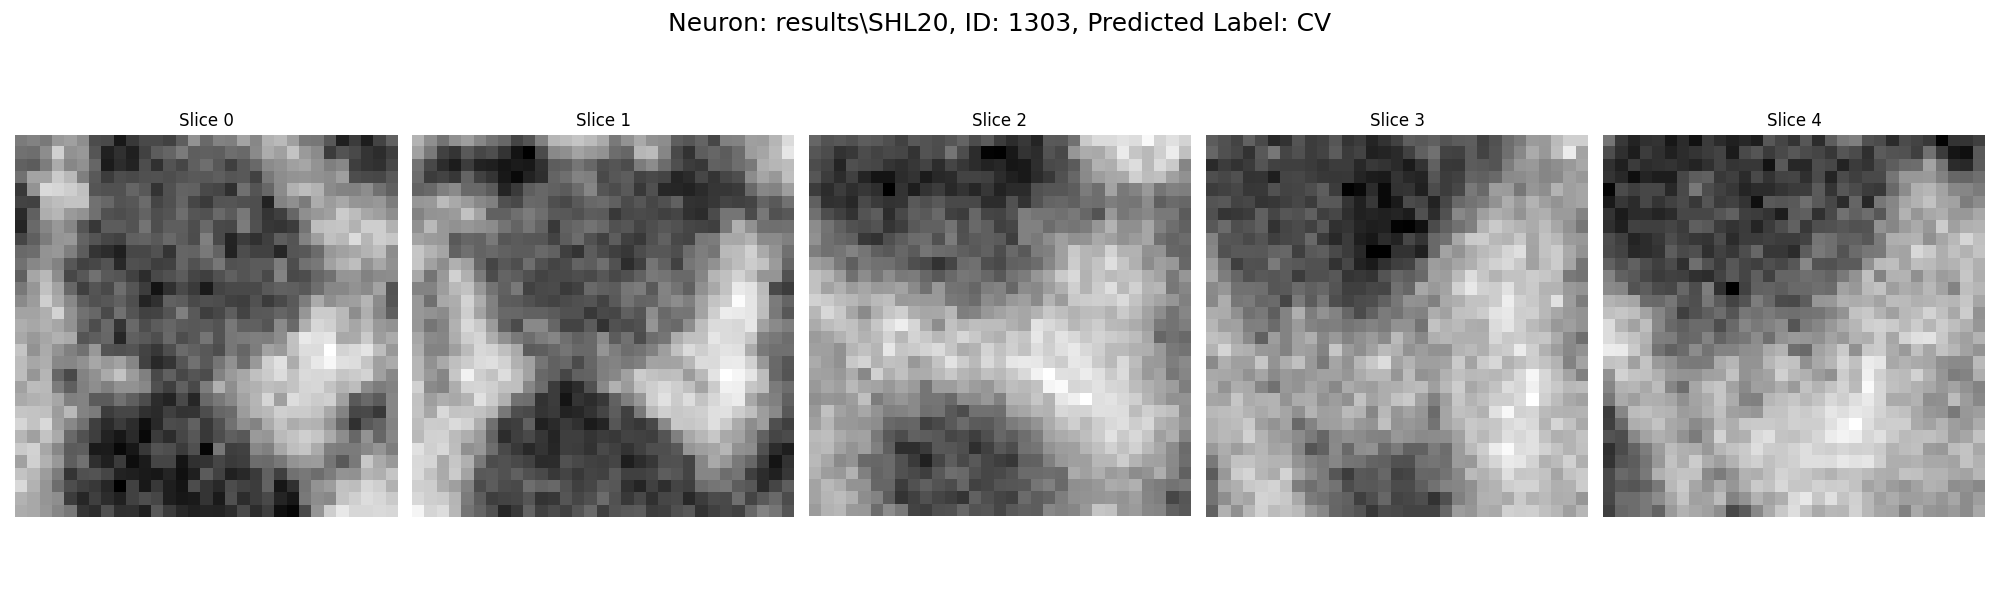 Neuron: results\SHL20, ID: 1303, Predicted Label: CV
Slice 0
Slice 1
Slice 2
Slice 3
Slice 4